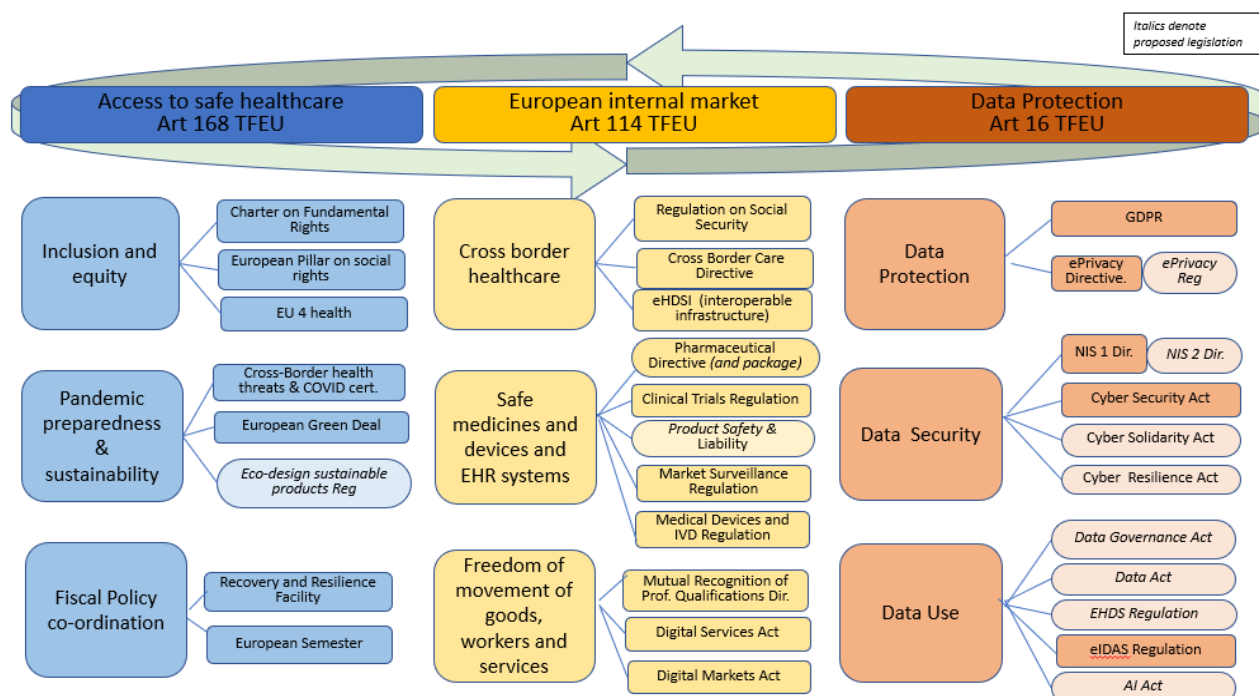 Italics denote
proposed legislation
Access to safe healthcare
Art 168 TFEU
European internal market
Art 114 TFEU
Data Protection
Art 16 TFEU
Inclusion and
equity
Charter on Fundamental
Rights
European Pillar on social
rights
EU 4 health
Pandemic
preparedness
&
sustainability
Cross-Border health
threats & COVID cert.
European Green Deal
Eco-design sustainable
products Reg
Fiscal Policy
co-ordination
Recovery and Resilience
Facility
European Semester
Cross border
healthcare
Regulation on Social
Security
Cross Border Care
Directive
eHDSI (interoperable
infrastructure)
Safe
medicines and
devices and
EHR systems
Pharmaceutical
Directive (and package)
Clinical Trials Regulation
Product Safety &
Liability
Market Surveillance
Regulation
Medical Devices and
IVD Regulation
Freedom of
movement of
goods,
workers and
services
Mutual Recognition of
Prof. Qualifications Dir.
Digital Services Act
Digital Markets Act
Data
Protection
GDPR
ePrivacy
Directive.
ePrivacy
Reg
Data Security
NIS 1 Dir.
NIS 2 Dir.
Cyber Security Act
Cyber Solidarity Act
Cyber Resilience Act
Data Use
Data Governance Act
Data Act
EHDS Regulation
eIDAS Regulation
AI Act